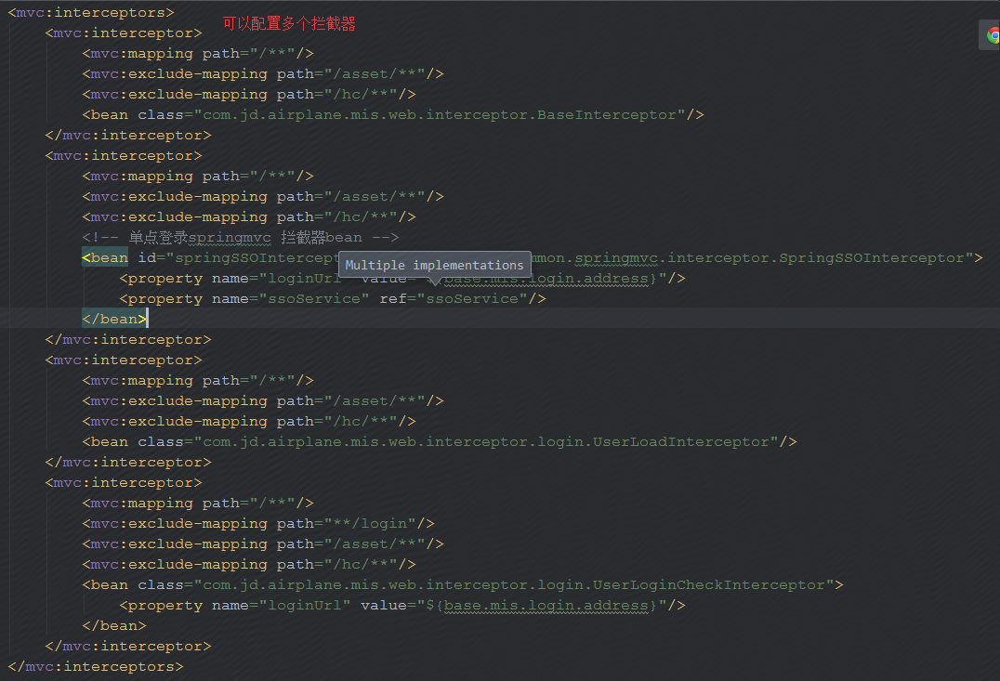 <mvc:interceptors>
可以配置多个拦截器
<mvc:interceptor>
<mvc:mapping path="/**"/>
<mvc:exclude-mapping path="/asset/**"/>
<mvc:exclude-mapping path="/hc/**"/>
<bean class="com.jd.airplane.mis.web.interceptor.BaseInterceptor"/>
</mvc:interceptor>
<mvc:interceptor>
<mvc:mapping path="/**"/>
<mvc:exclude-mapping path="/asset/**"/>
<mvc:exclude-mapping path="/hc/**"/>
<!-- 单点登录springmvc 拦截器bean -->
<bean id="springSSOIntercept mmon.springmvc.interceptor.SpringSSOInterceptor">
Multiple implementations
<property name="loginUrl" value="${base.mis.login.address}"/>
<property name="ssoService" ref="ssoService"/>
</bean>
</mvc:interceptor>
<mvc:interceptor>
<mvc:mapping path="/**"/>
<mvc:exclude-mapping path="/asset/**"/>
<mvc:exclude-mapping path="/hc/**"/>
<bean class="com.jd.airplane.mis.web.interceptor.login.UserLoadInterceptor"/>
</mvc:interceptor>
<mvc:interceptor>
<mvc:mapping path="/**"/>
<mvc:exclude-mapping path="**/login"/>
<mvc:exclude-mapping path="/asset/**"/>
<mvc:exclude-mapping path="/hc/**"/>
<bean class="com.jd.airplane.mis.web.interceptor.login.UserLoginCheckInterceptor">
<property name="loginUrl" value="${base.mis.login.address}"/>
</bean>
</mvc:interceptor>
</mvc:interceptors>